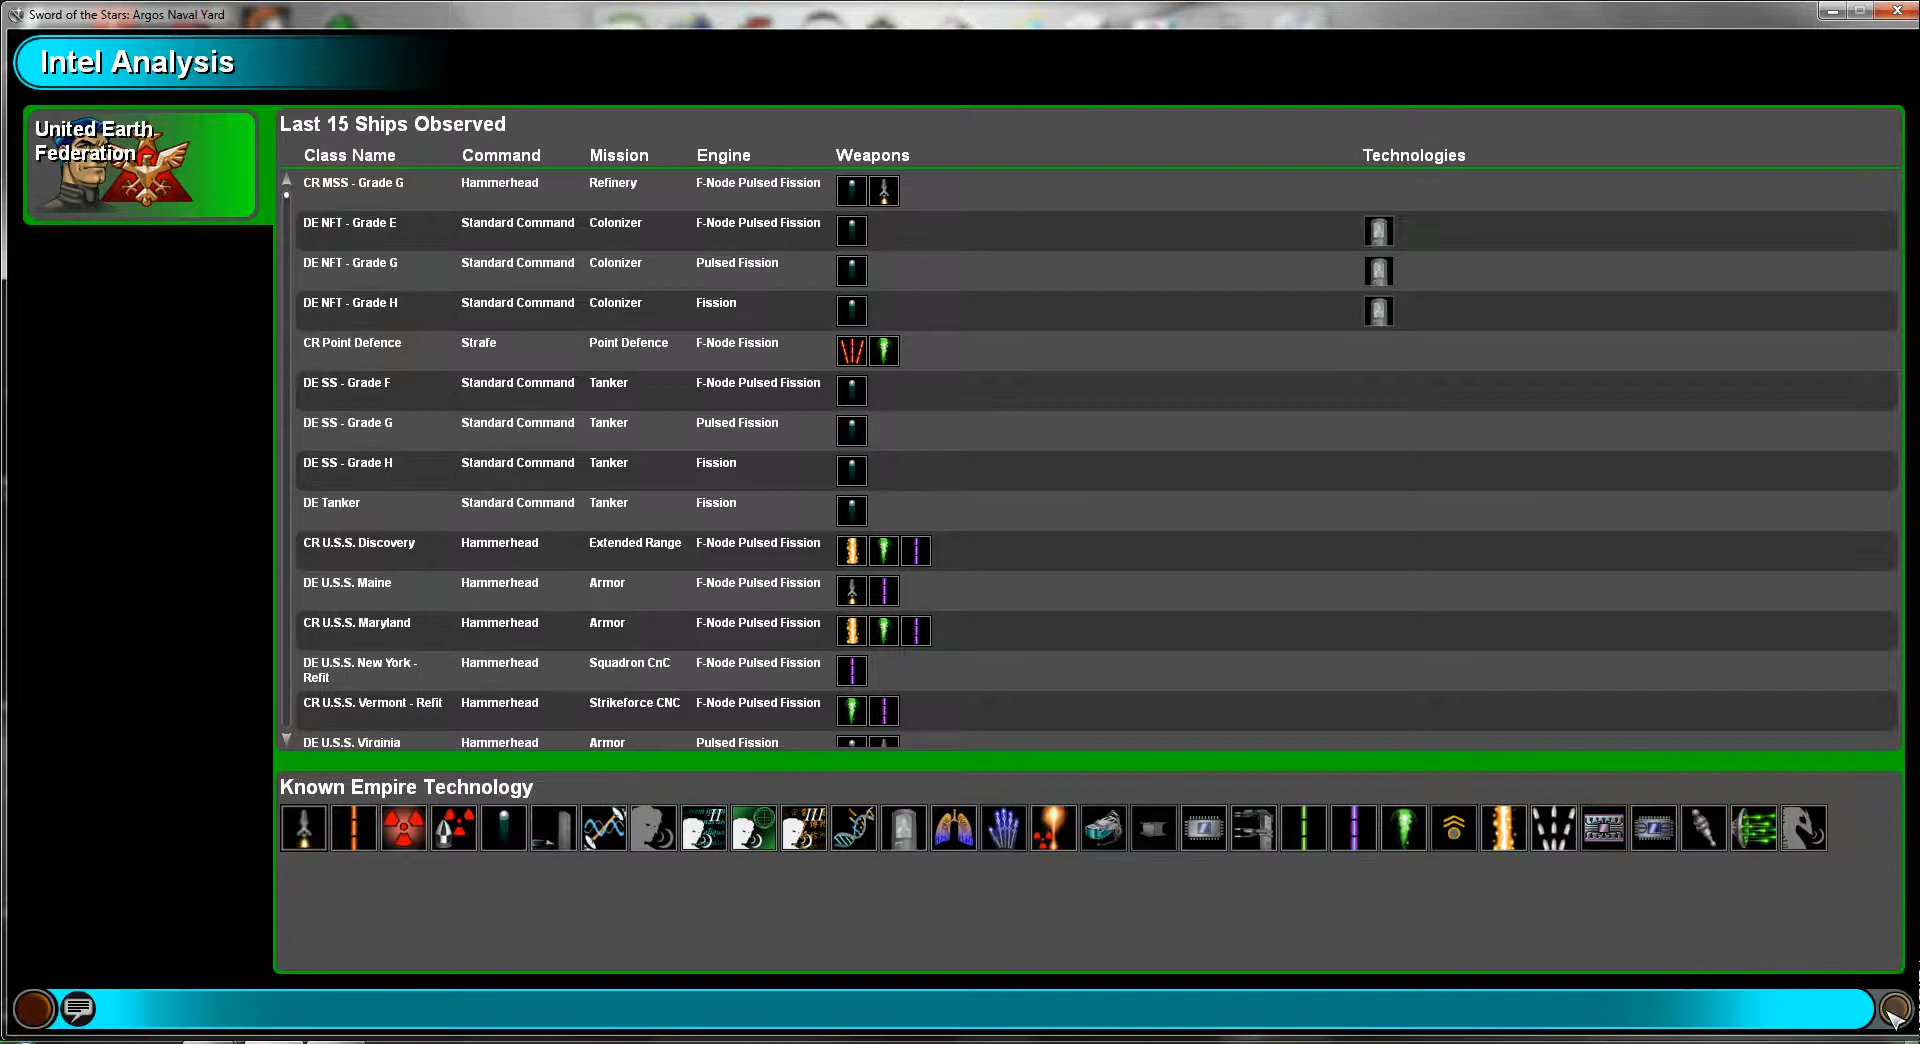 Sword of the Stars: Argos Naval Yard
Intel Analysis
United Earth
Federation
Last 15 Ships Observed
Class Name Command Mission Engine Weapons Technologies
CR MSS - Grade G Hammerhead Refinery F-Node Pulsed Fission
DE NFT - Grade E Standard Command Colonizer F-Node Pulsed Fission
DE NFT - Grade G Standard Command Colonizer Pulsed Fission
DE NFT - Grade H Standard Command Colonizer Fission
CR Point Defence Strafe Point Defence F-Node Fission
DE SS - Grade F Standard Command Tanker F-Node Pulsed Fission
DE SS - Grade G Standard Command Tanker Pulsed Fission
DE SS - Grade H Standard Command Tanker Fission
DE Tanker Standard Command Tanker Fission
CR U.S.S. Discovery Hammerhead Extended Range F-Node Pulsed Fission
DE U.S.S. Maine Hammerhead Armor F-Node Pulsed Fission
CR U.S.S. Maryland Hammerhead Armor F-Node Pulsed Fission
DE U.S.S. New York - Hammerhead Squadron CnC F-Node Pulsed Fission
Refit
CR U.S.S. Vermont - Refit Hammerhead Strikeforce CNC F-Node Pulsed Fission
DE U.S.S. Virginia Hammerhead Armor Pulsed Fission
Known Empire Technology
II
III